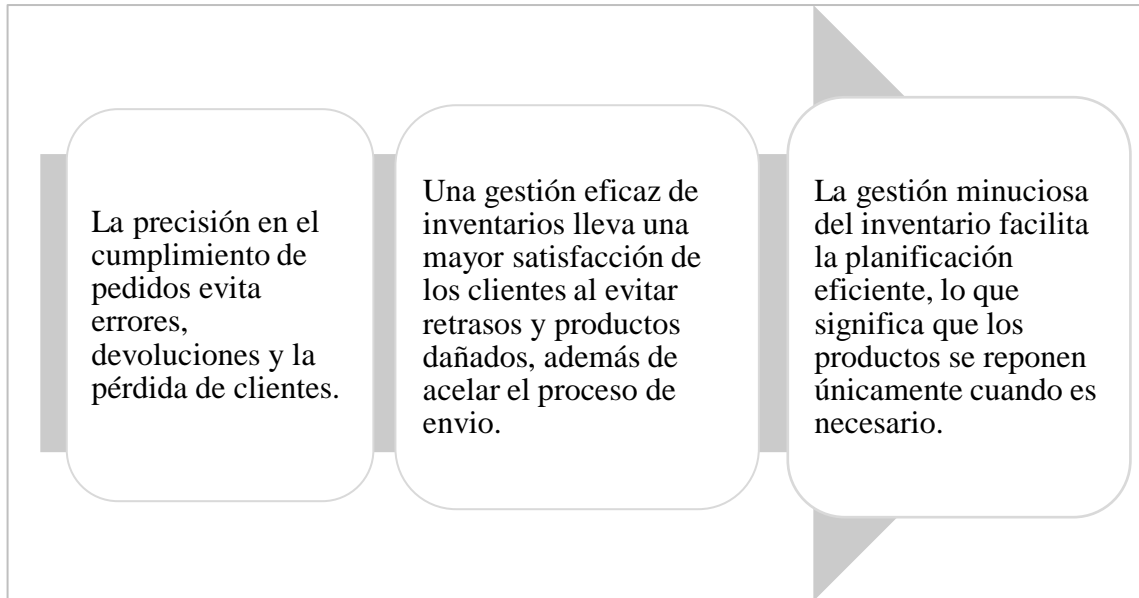 La precisión en el
cumplimiento de
pedidos evita
errores,
devoluciones y la
pérdida de clientes.
Una gestión eficaz de
inventarios lleva una
mayor satisfacción de
los clientes al evitar
retrasos y productos
dañados, además de
acelar el proceso de
envio.
La gestión minuciosa
del inventario facilita
la planificación
eficiente, lo que
significa que los
productos se reponen
únicamente cuando es
necesario.